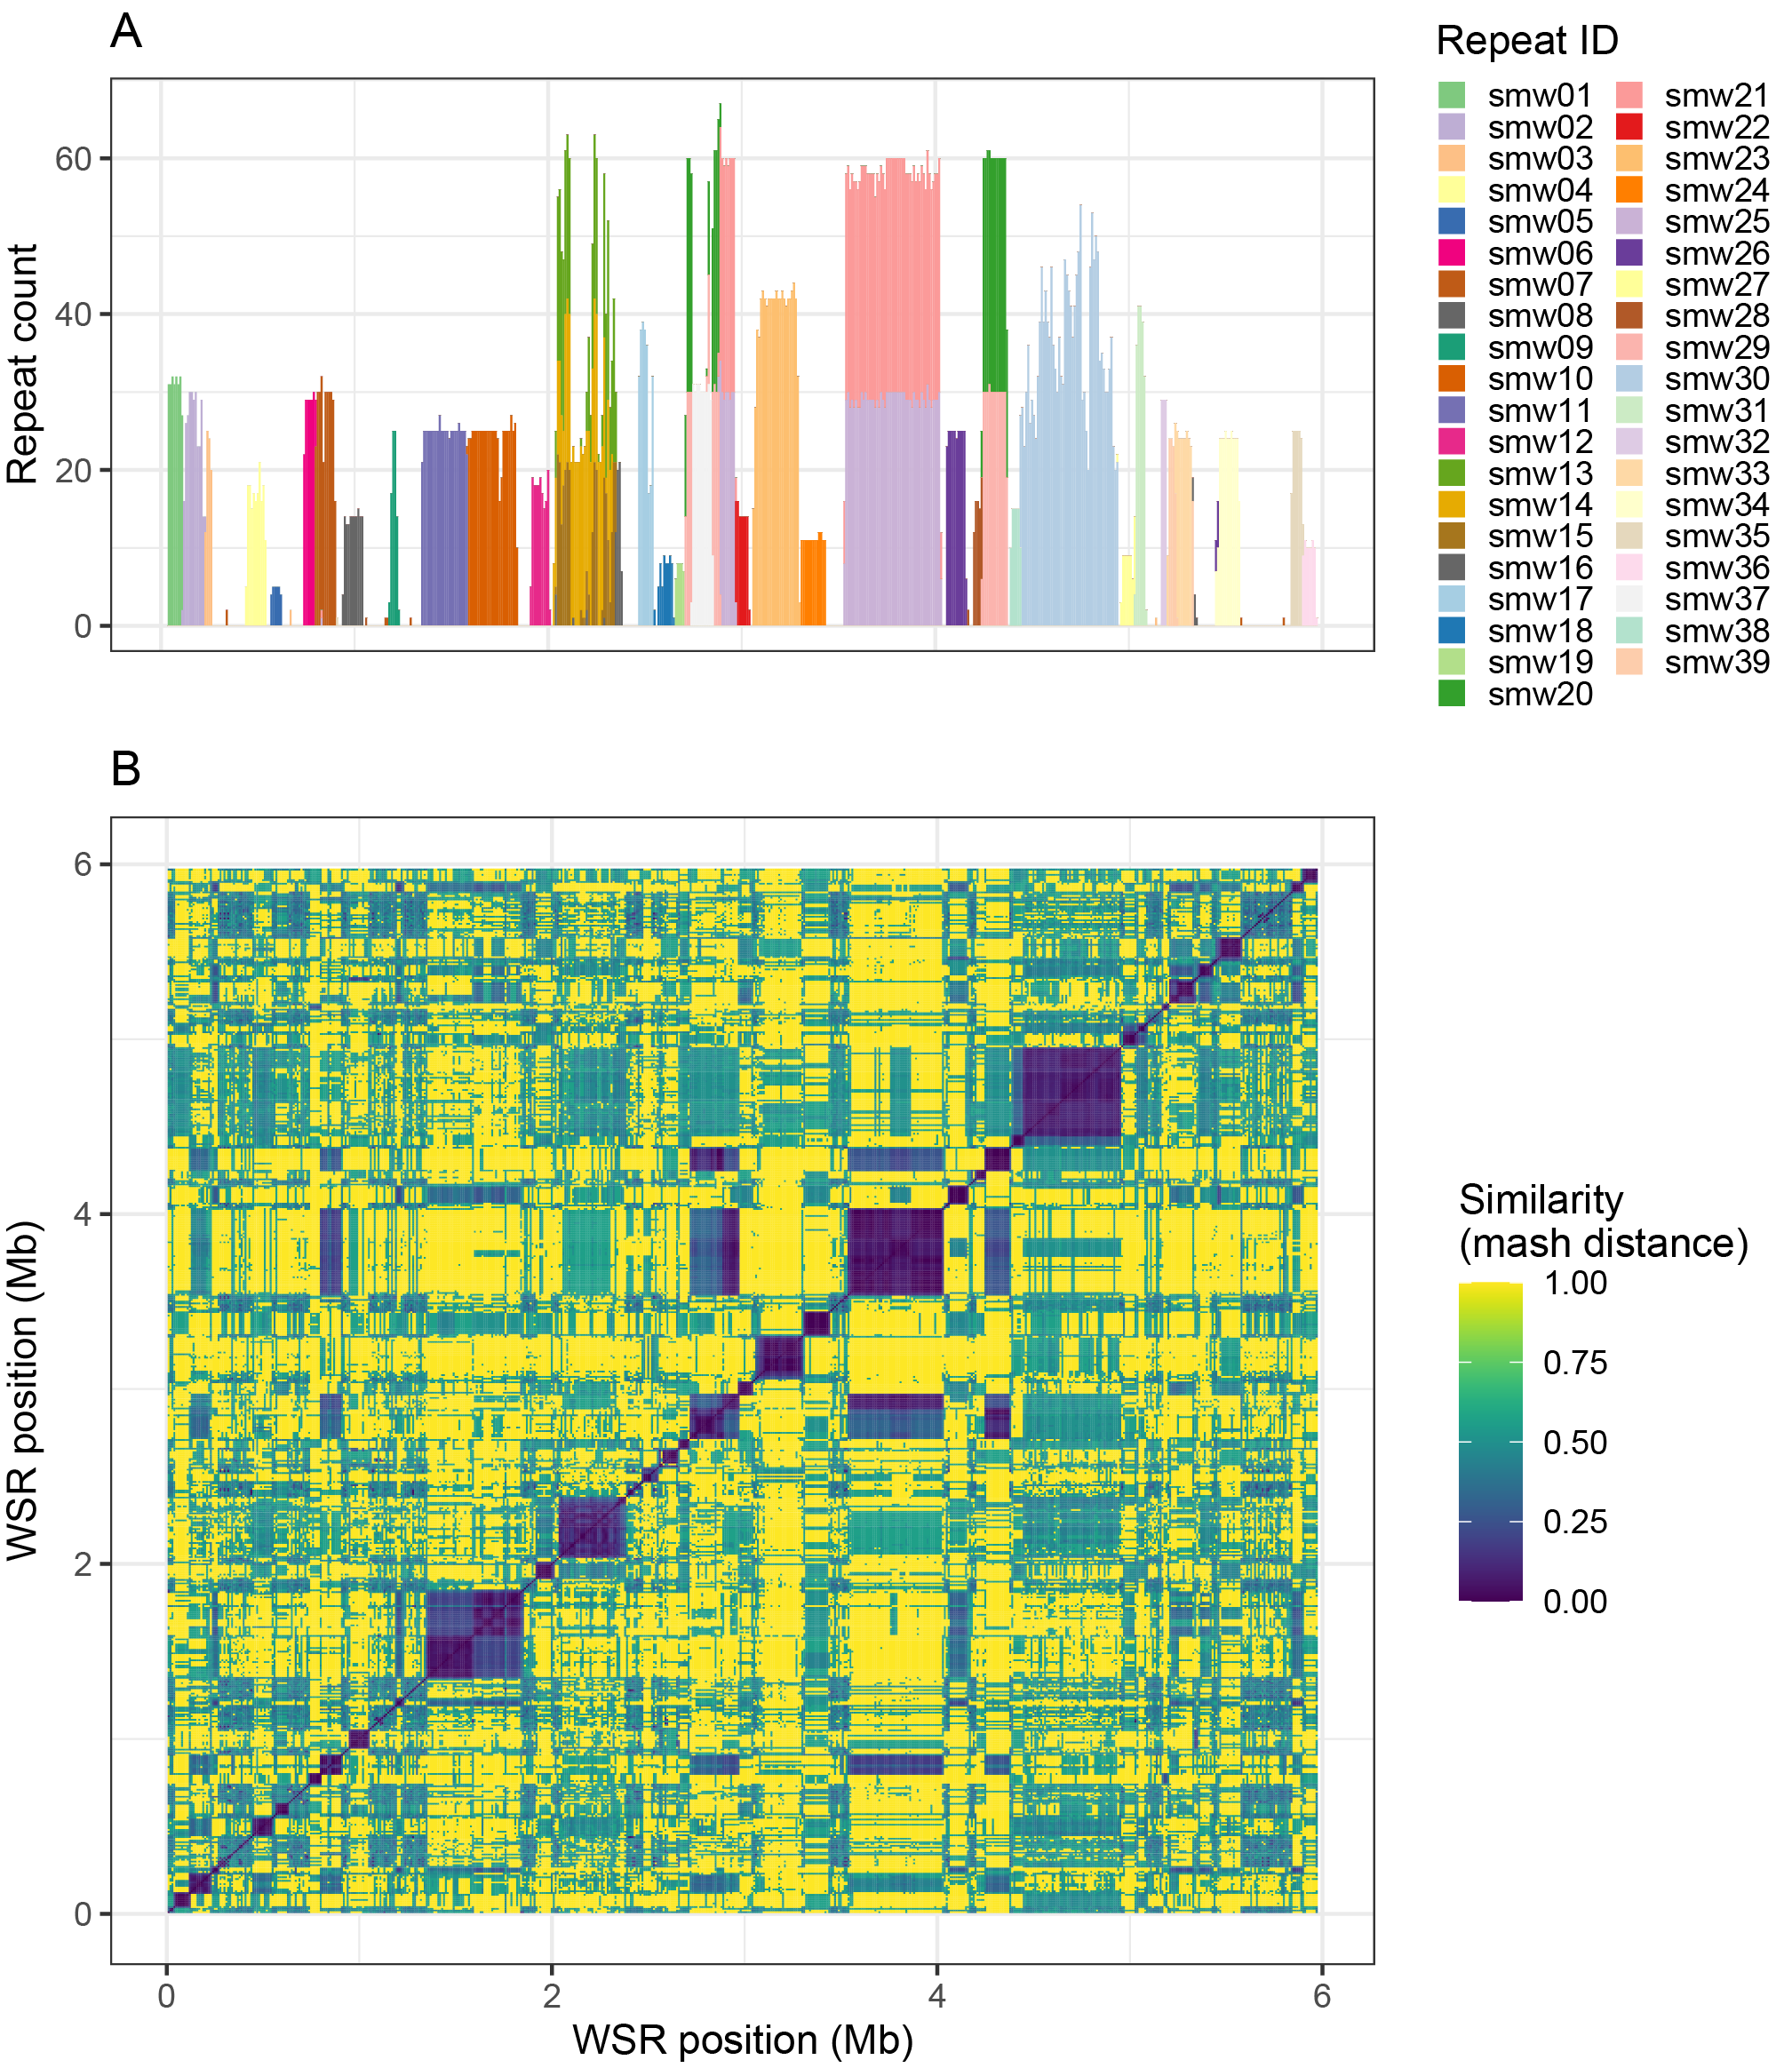 A
Repeat count
60
40
20
0
Repeat ID
smw01
smw02
smw03
smw04
smw05
smw06
smw07
smw08
smw09
smw10
smw11
smw12
smw13
smw14
smw15
smw16
smw17
smw18
smw19
smw20
smw21
smw22
smw23
smw24
smw25
smw26
smw27
smw28
smw29
smw30
smw31
smw32
smw33
smw34
smw35
smw36
smw37
smw38
smw39
B
WSR position (Mb)
6
4
2
0
0
2
4
6
WSR position (Mb)
Similarity
(mash distance)
1.00
0.75
0.50
0.25
0.00